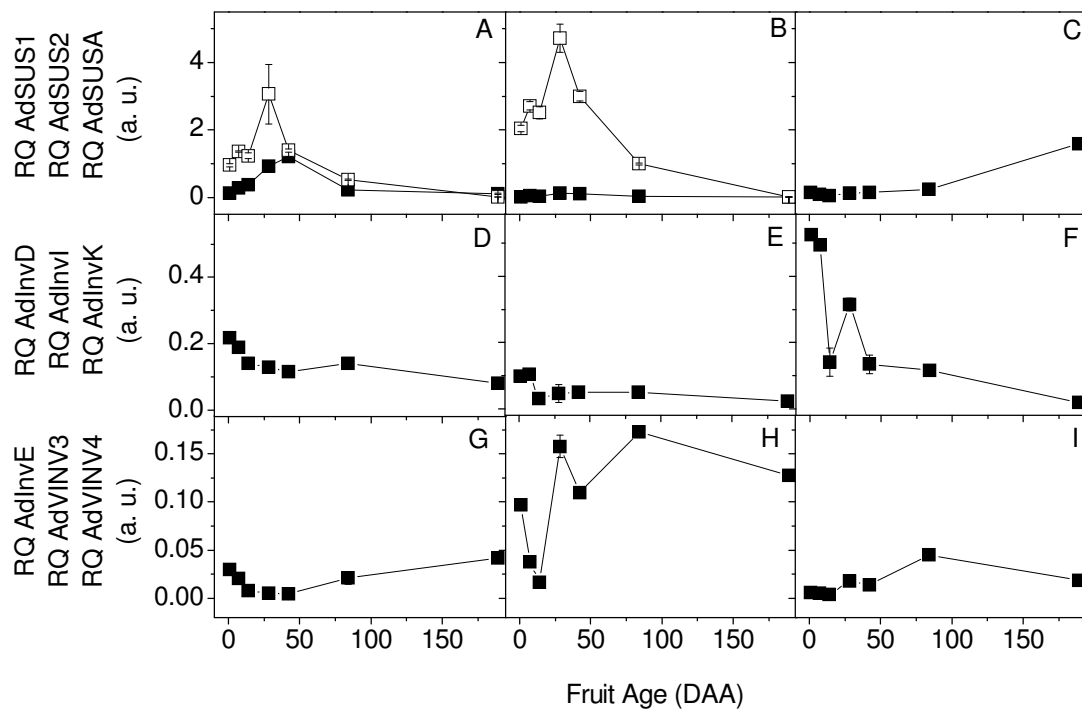 RQ AdSUS1
RQ AdSUS2
RQ AdSUSA
(a. u.)
A
B
C
4
2
0
RQ AdInvD
RQ AdInvI
RQ AdInvK
(a. u.)
D
E
F
0.4
0.2
0.0
RQ AdInvE
RQ AdVINV3
RQ AdVINV4
(a. u.)
G
H
I
0.15
0.10
0.05
0.00
0 50 100 150 0 50 100 150 0 50 100 150
Fruit Age (DAA)